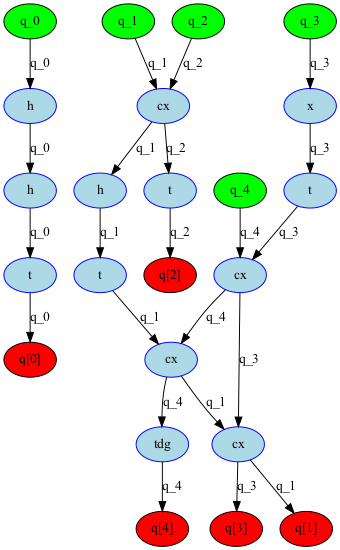 q_0 q_1 q_2 q_3
q_0 q_1 q_2 q_3
h cx x
q_0 q_1 q_2 q_3
h h t q_4 t
q_0 q_1 q_2 q_4 q_3
t t q[2] cx
q_0 q_1 q_4
q[0] cx q_3
q_4 q_1
tdg cx
q_4 q_3 q_1
q[4] q[3] q[1]